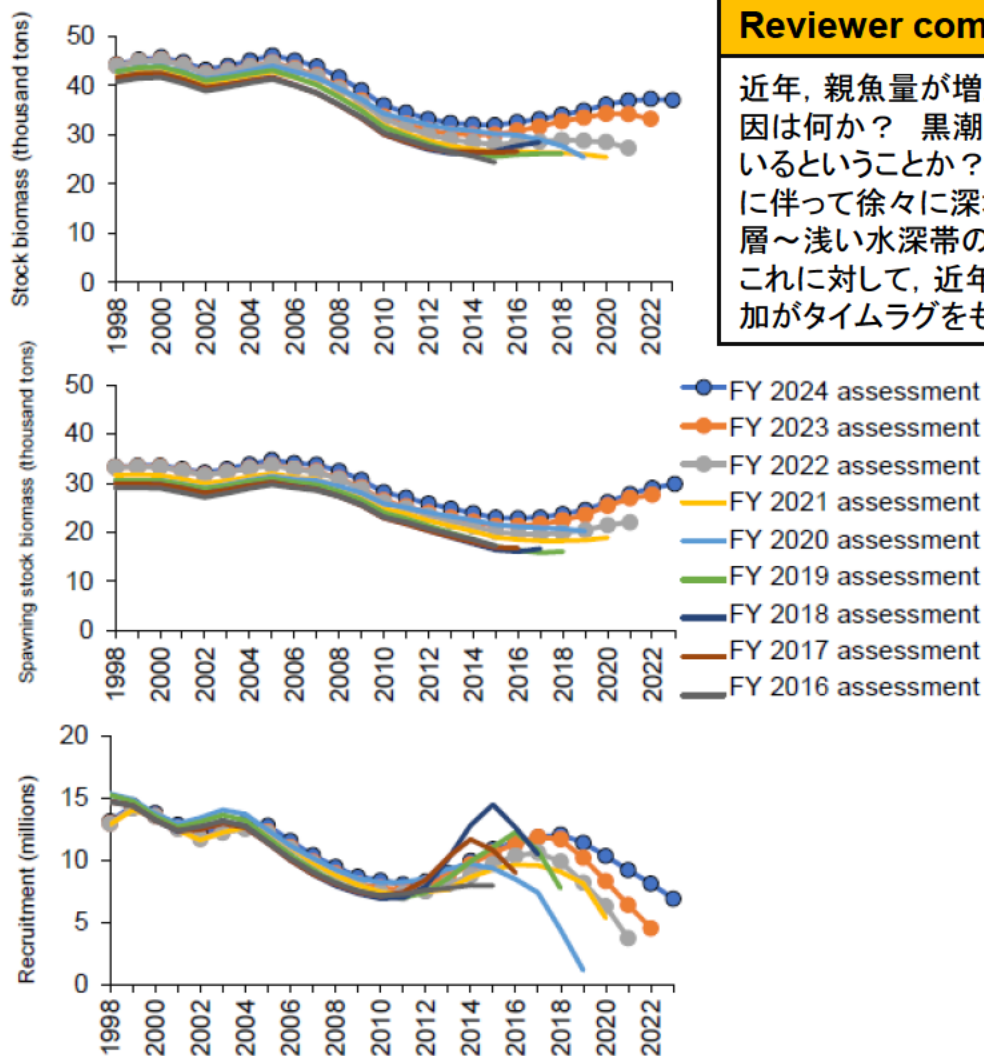 Stock biomass (thousand tons)
50
40
30
20
10
0
1998
2000
2002
2004
2006
2008
2010
2012
2014
2016
2018
2020
2022
Reviewer com
近年，親魚量が増
因は何か？ 黒潮
いるということか？
に伴って徐々に深
層～浅い水深帯の
これに対して，近年
加がタイムラグをも
Spawning stock biomass (thousand tons)
50
40
30
20
10
0
1998
2000
2002
2004
2006
2008
2010
2012
2014
2016
2018
2020
2022
FY 2024 assessment
FY 2023 assessment
FY 2022 assessment
FY 2021 assessment
FY 2020 assessment
FY 2019 assessment
FY 2018 assessment
FY 2017 assessment
FY 2016 assessment
Recruitment (millions)
20
15
10
5
0
1998
2000
2002
2004
2006
2008
2010
2012
2014
2016
2018
2020
2022